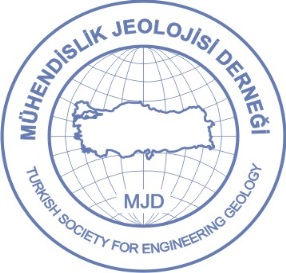 MÜHENDİSLİK JEOLOJİSİ DERNEĞİ
MJD
TURKISH SOCIETY FOR ENGINEERING GEOLOGY